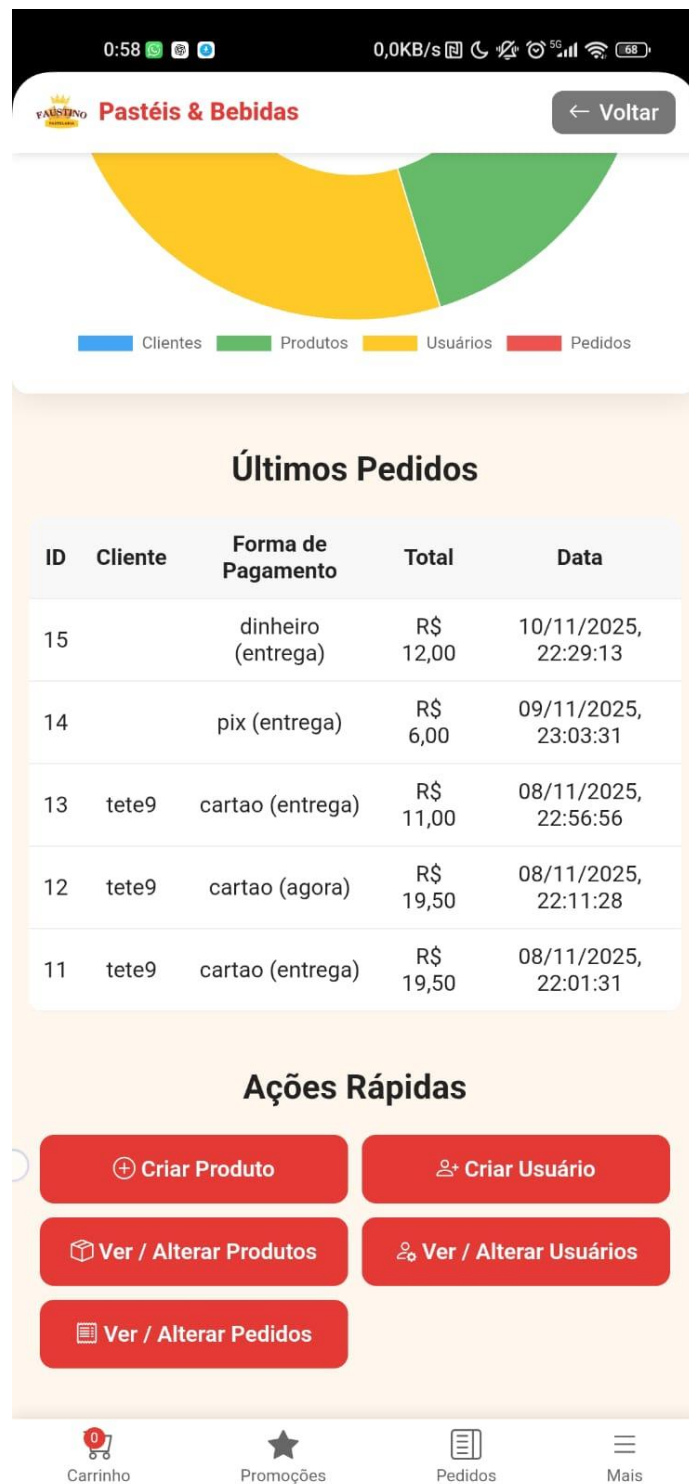 0:58 0,0KB/s 5G 68
FAUSTINO Pastéis & Bebidas ← Voltar
Clientes Produtos Usuários Pedidos
Últimos Pedidos
ID Cliente Forma de Pagamento Total Data
15 dinheiro (entrega) R$ 12,00 10/11/2025, 22:29:13
14 pix (entrega) R$ 6,00 09/11/2025, 23:03:31
13 tete9 cartao (entrega) R$ 11,00 08/11/2025, 22:56:56
12 tete9 cartao (agora) R$ 19,50 08/11/2025, 22:11:28
11 tete9 cartao (entrega) R$ 19,50 08/11/2025, 22:01:31
Ações Rápidas
Criar Produto Criar Usuário
Ver / Alterar Produtos Ver / Alterar Usuários
Ver / Alterar Pedidos
0
Carrinho Promoções Pedidos Mais